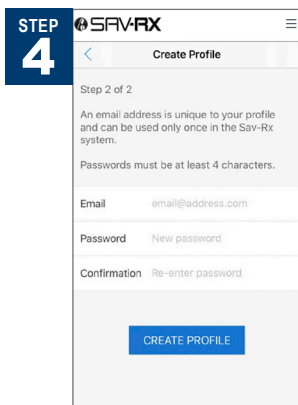 STEP
4
SAV-RX
Create Profile
Step 2 of 2
An email address is unique to your profile
and can be used only once in the Sav-Rx
system.
Passwords must be at least 4 characters.
Email email@address.com
Password New password
Confirmation Re-enter password
CREATE PROFILE